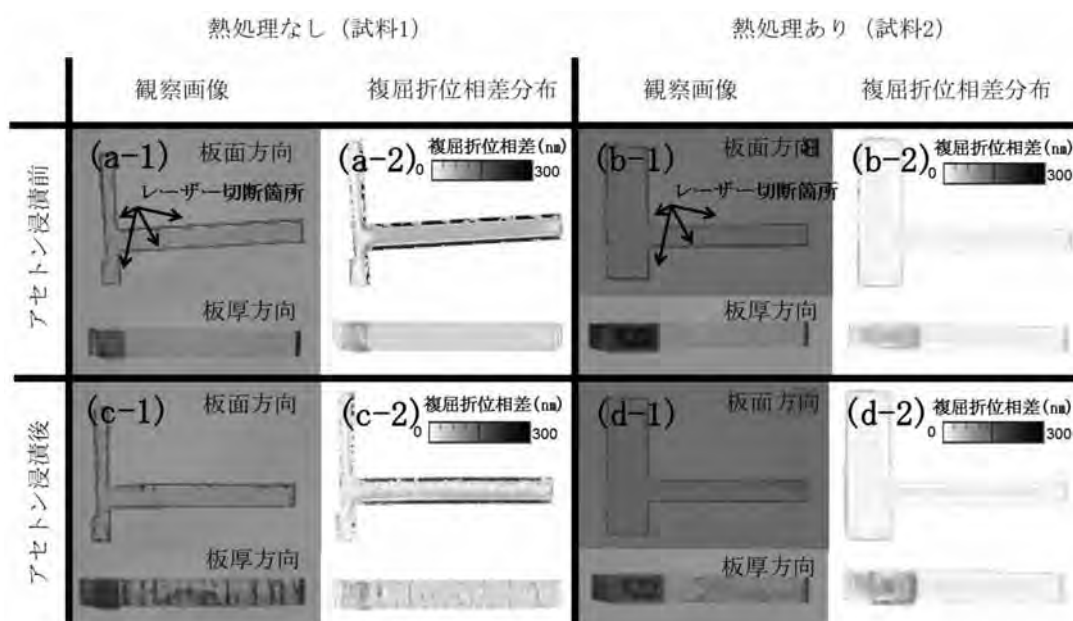 熱処理なし（試料1）
熱処理あり（試料2）
観察画像
複屈折位相差分布
観察画像
複屈折位相差分布
アセトン浸漬前
(a-1)
板面方向
レーザー切断箇所
板厚方向
(a-2)
複屈折位相差(nm)
0
300
(b-1)
板面方向
レーザー切断箇所
板厚方向
(b-2)
複屈折位相差(nm)
0
300
アセトン浸漬後
(c-1)
板面方向
板厚方向
(c-2)
複屈折位相差(nm)
0
300
(d-1)
板面方向
板厚方向
(d-2)
複屈折位相差(nm)
0
300